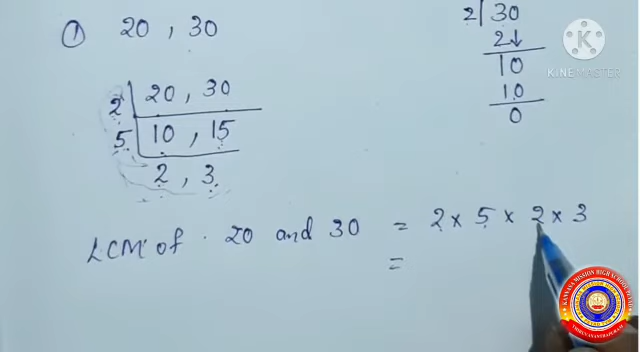 ① 20 , 30
2 | 20 , 30
5 | 10 , 15
2 , 3
2 | 30
2↓
10
10
0
KINEMASTER
LCM of 20 and 30 = 2 × 5 × 2 × 3
=